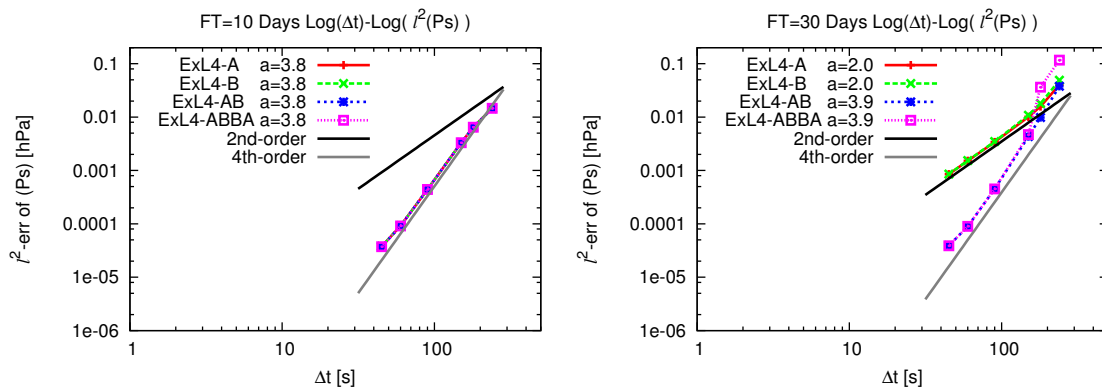 FT=10 Days Log(Δt)-Log( l²(Ps) )
0.1
0.01
0.001
0.0001
1e-05
1e-06
l²-err of (Ps) [hPa]
ExL4-A a=3.8
ExL4-B a=3.8
ExL4-AB a=3.8
ExL4-ABBA a=3.8
2nd-order
4th-order
1
10
100
Δt [s]
FT=30 Days Log(Δt)-Log( l²(Ps) )
0.1
0.01
0.001
0.0001
1e-05
1e-06
l²-err of (Ps) [hPa]
ExL4-A a=2.0
ExL4-B a=2.0
ExL4-AB a=3.9
ExL4-ABBA a=3.9
2nd-order
4th-order
1
10
100
Δt [s]